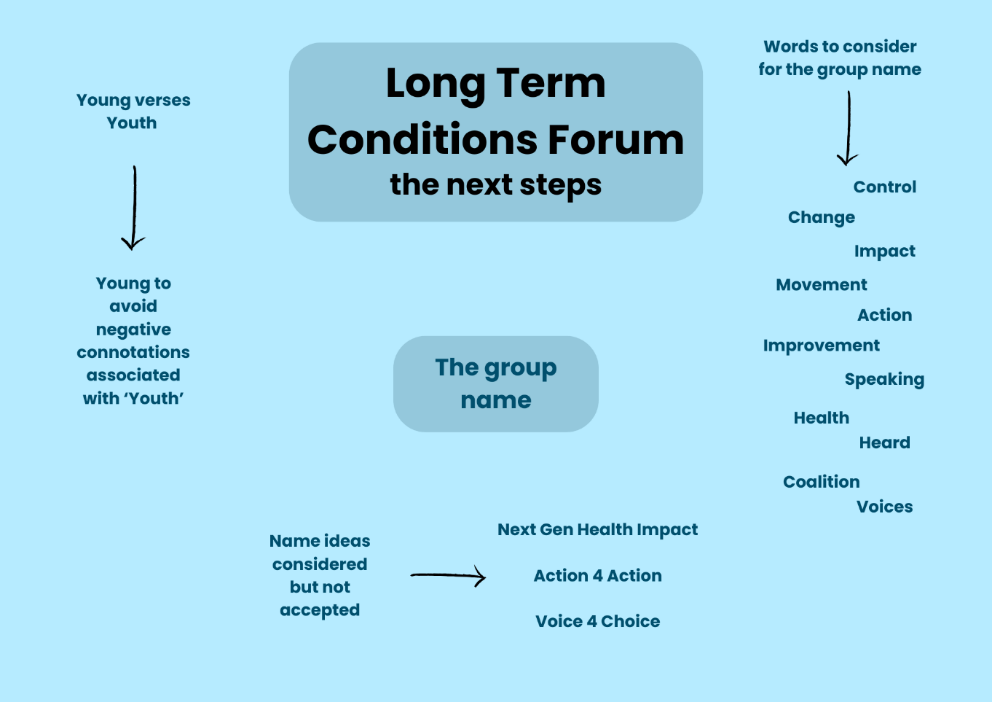 Long Term
Conditions Forum
the next steps
Young verses
Youth
Young to
avoid
negative
connotations
associated
with ‘Youth’
The group
name
Words to consider
for the group name
Control
Change
Impact
Movement
Action
Improvement
Speaking
Health
Heard
Coalition
Voices
Name ideas
considered
but not
accepted
Next Gen Health Impact
Action 4 Action
Voice 4 Choice